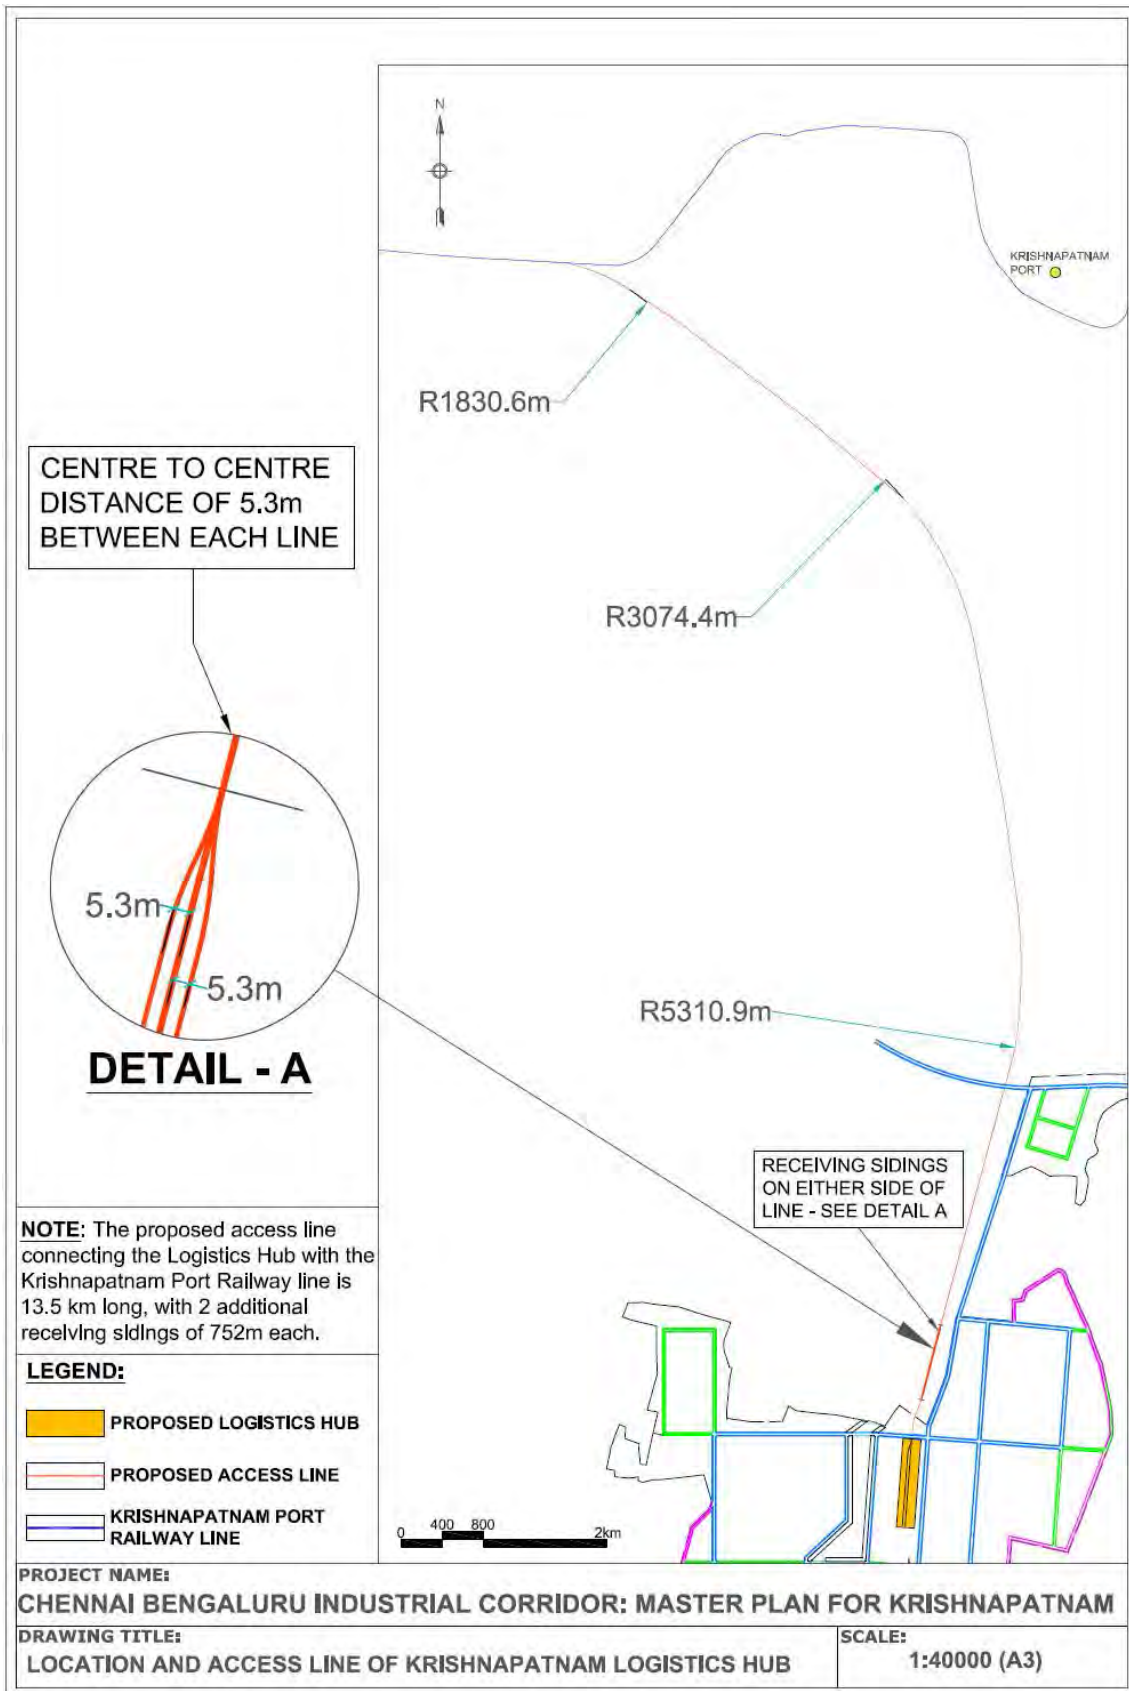 N
KRISHNAPATNAM
PORT
R1830.6m
CENTRE TO CENTRE
DISTANCE OF 5.3m
BETWEEN EACH LINE
R3074.4m
5.3m
5.3m
R5310.9m
DETAIL - A
RECEIVING SIDINGS
ON EITHER SIDE OF
LINE - SEE DETAIL A
NOTE: The proposed access line
connecting the Logistics Hub with the
Krishnapatnam Port Railway line is
13.5 km long, with 2 additional
receiving sidings of 752m each.
LEGEND:
PROPOSED LOGISTICS HUB
PROPOSED ACCESS LINE
KRISHNAPATNAM PORT
RAILWAY LINE
0 400 800 2km
PROJECT NAME:
CHENNAI BENGALURU INDUSTRIAL CORRIDOR: MASTER PLAN FOR KRISHNAPATNAM
DRAWING TITLE:
LOCATION AND ACCESS LINE OF KRISHNAPATNAM LOGISTICS HUB
SCALE:
1:40000 (A3)